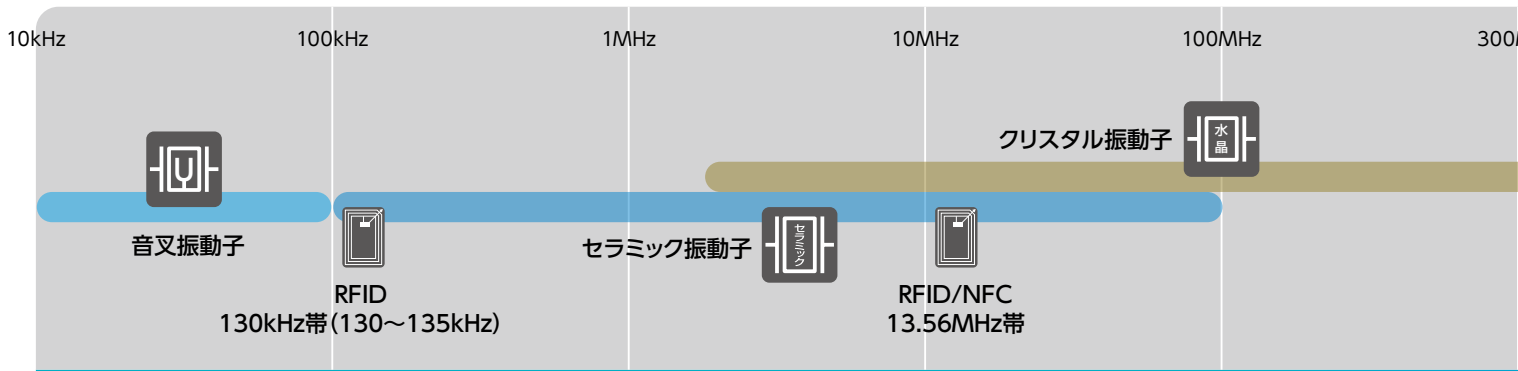 10kHz
100kHz
1MHz
10MHz
100MHz
300M
クリスタル振動子
水晶
音叉振動子
セラミック振動子
セラミック
RFID
130kHz帯(130〜135kHz)
RFID/NFC
13.56MHz帯